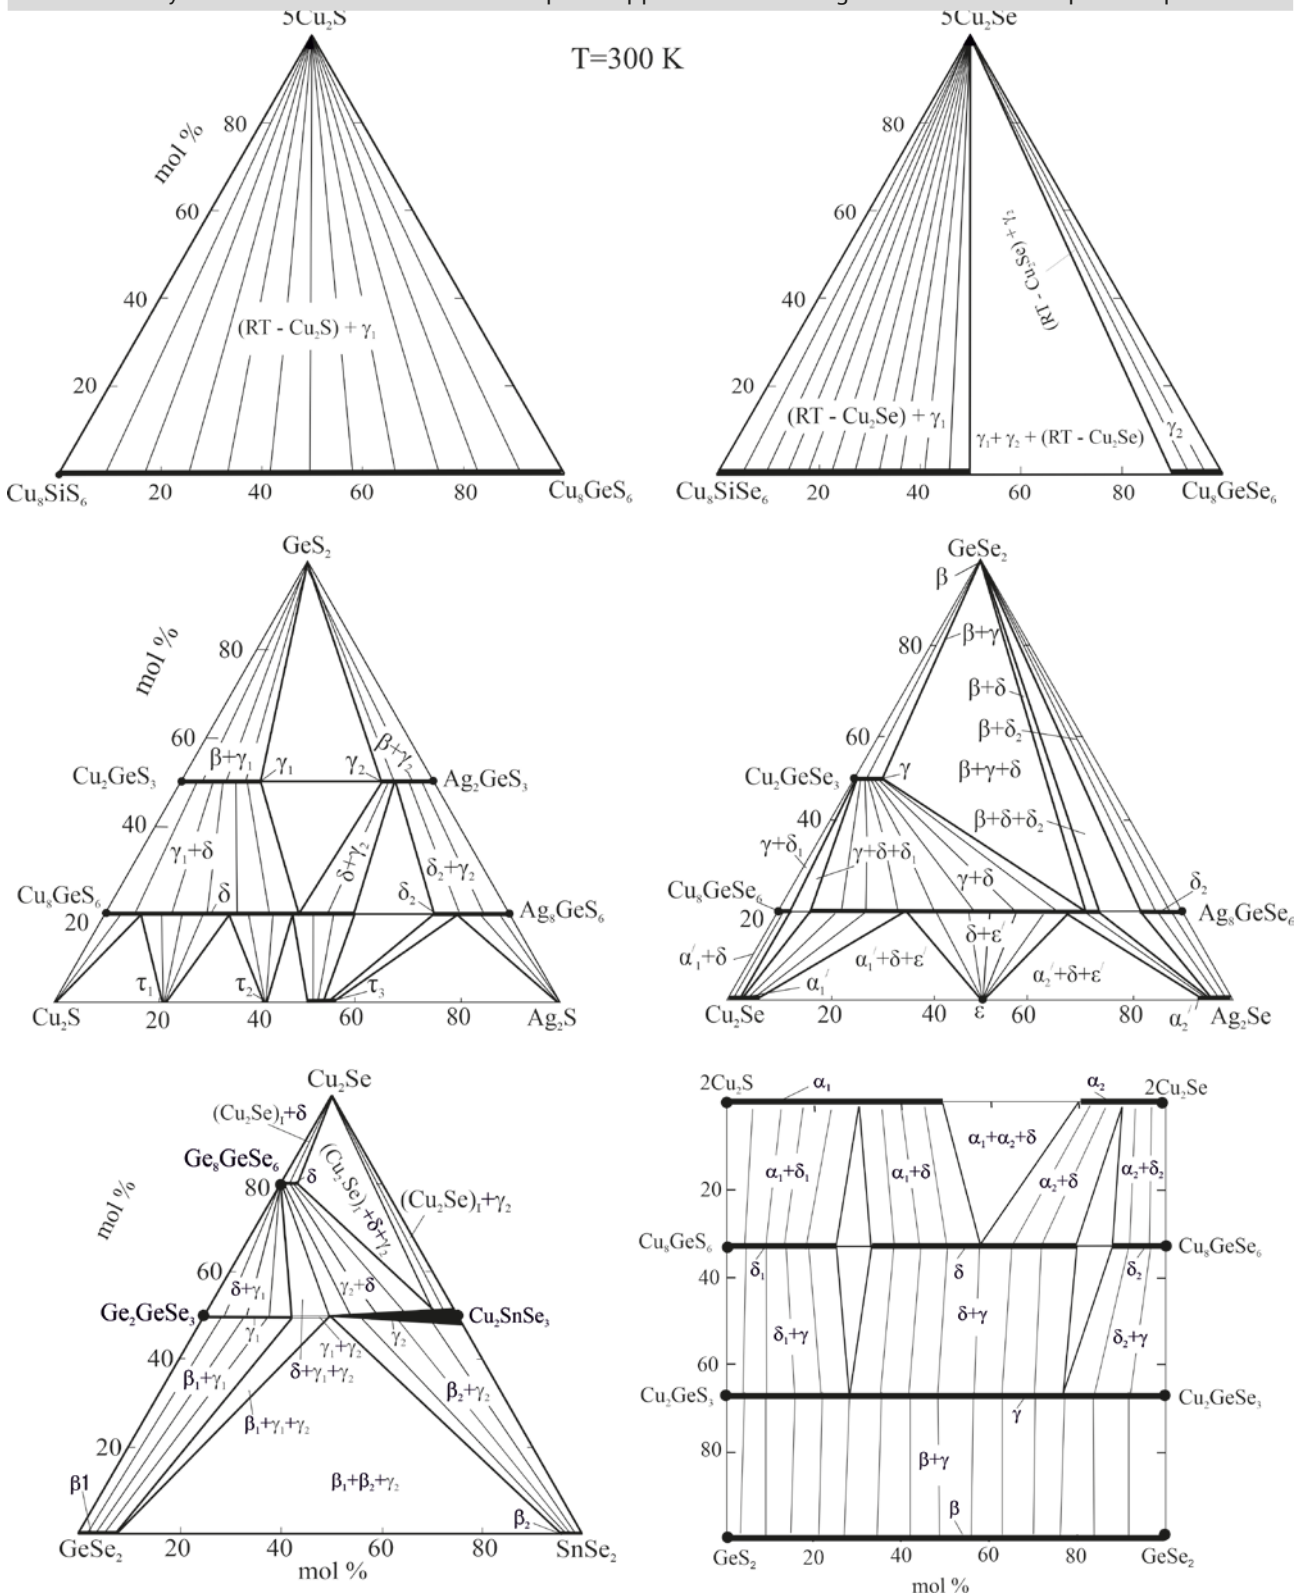 5Cu₂S
5Cu₂Se
T=300 K
mol %
80
60
40
20
(RT - Cu₂S) + γ₁
Cu₈SiS₆
20
40
60
80
Cu₈GeS₆
80
60
40
20
(RT - Cu₂Se) + γ₂
(RT - Cu₂Se) + γ₁
γ₁+ γ₂ + (RT - Cu₂Se)
γ₂
Cu₈SiSe₆
20
40
60
80
Cu₈GeSe₆
GeS₂
mol %
80
60
β+γ₁
γ₁
γ₂
β+γ₂
Cu₂GeS₃
Ag₂GeS₃
40
γ₁+δ
δ+γ₂
δ₂+γ₂
Cu₈GeS₆
20
δ
δ₂
Ag₈GeS₆
τ₁
τ₂
τ₃
Cu₂S
20
40
60
80
Ag₂S
GeSe₂
β
80
β+γ
β+δ
β+δ₂
60
β+γ+δ
Cu₂GeSe₃
γ
40
β+δ+δ₂
γ+δ₁
γ+δ+δ₁
γ+δ
Cu₈GeSe₆
20
δ₂
Ag₈GeSe₆
α₁′+δ
δ+ε′
α₁′+δ+ε′
α₂′+δ+ε′
α₁′
Cu₂Se
20
40
ε
60
80
α₂′
Ag₂Se
Cu₂Se
(Cu₂Se)₁+δ
Ge₈GeSe₆
80
δ
(Cu₂Se)₁+δ+γ₂
(Cu₂Se)₁+γ₂
mol %
60
δ+γ₁
γ₂+δ
Ge₂GeSe₃
Cu₂SnSe₃
γ₁
γ₂
40
γ₁+γ₂
δ+γ₁+γ₂
β₁+γ₁
β₂+γ₂
β₁+γ₁+γ₂
20
β1
β₁+β₂+γ₂
β₂
GeSe₂
20
40
60
80
SnSe₂
mol %
2Cu₂S
α₁
α₂
2Cu₂Se
α₁+α₂+δ
α₁+δ₁
α₁+δ
α₂+δ
α₂+δ₂
20
Cu₈GeS₆
Cu₈GeSe₆
δ₁
δ
δ₂
40
δ₁+γ
δ+γ
δ₂+γ
60
Cu₂GeS₃
Cu₂GeSe₃
γ
80
β+γ
β
GeS₂
20
40
60
80
GeSe₂
mol %